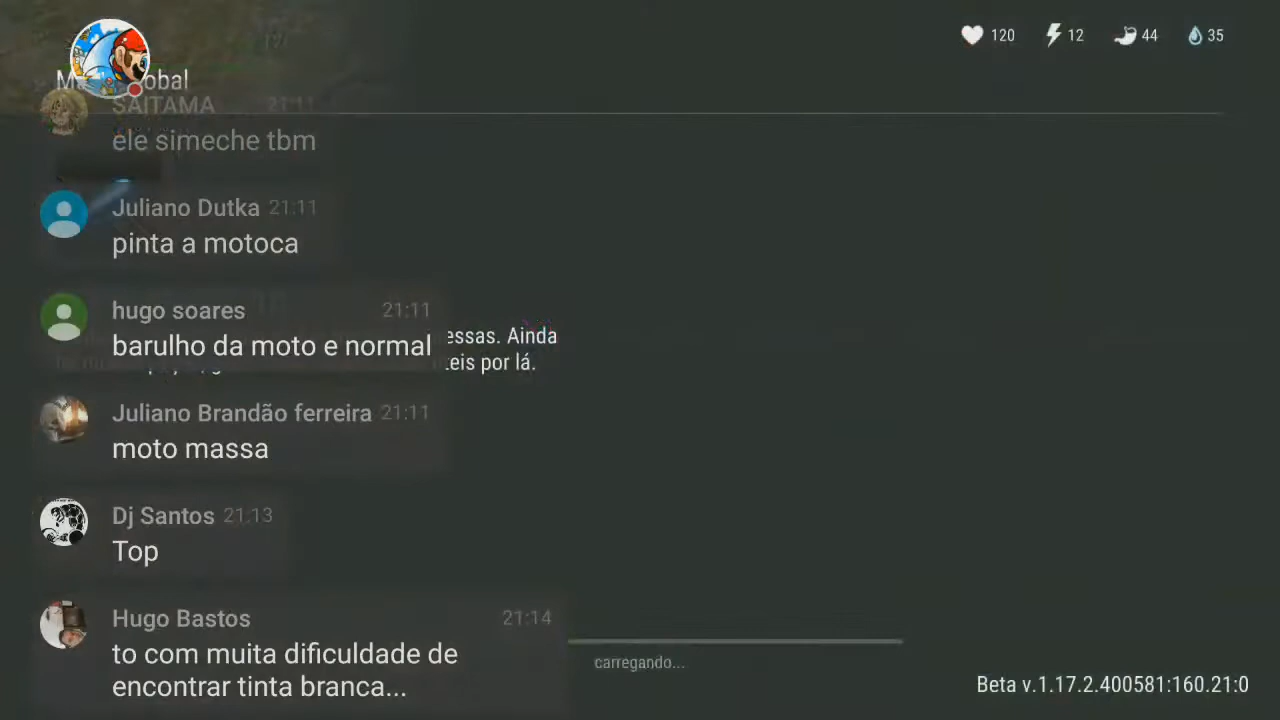 120 12 44 35
obal
SAITAMA 21:11
ele simeche tbm
Juliano Dutka 21:11
pinta a motoca
hugo soares 21:11
barulho da moto e normal
essas. Ainda
teis por lá.
Juliano Brandão ferreira 21:11
moto massa
Dj Santos 21:13
Top
Hugo Bastos 21:14
to com muita dificuldade de
encontrar tinta branca...
carregando...
Beta v.1.17.2.400581:160.21:0